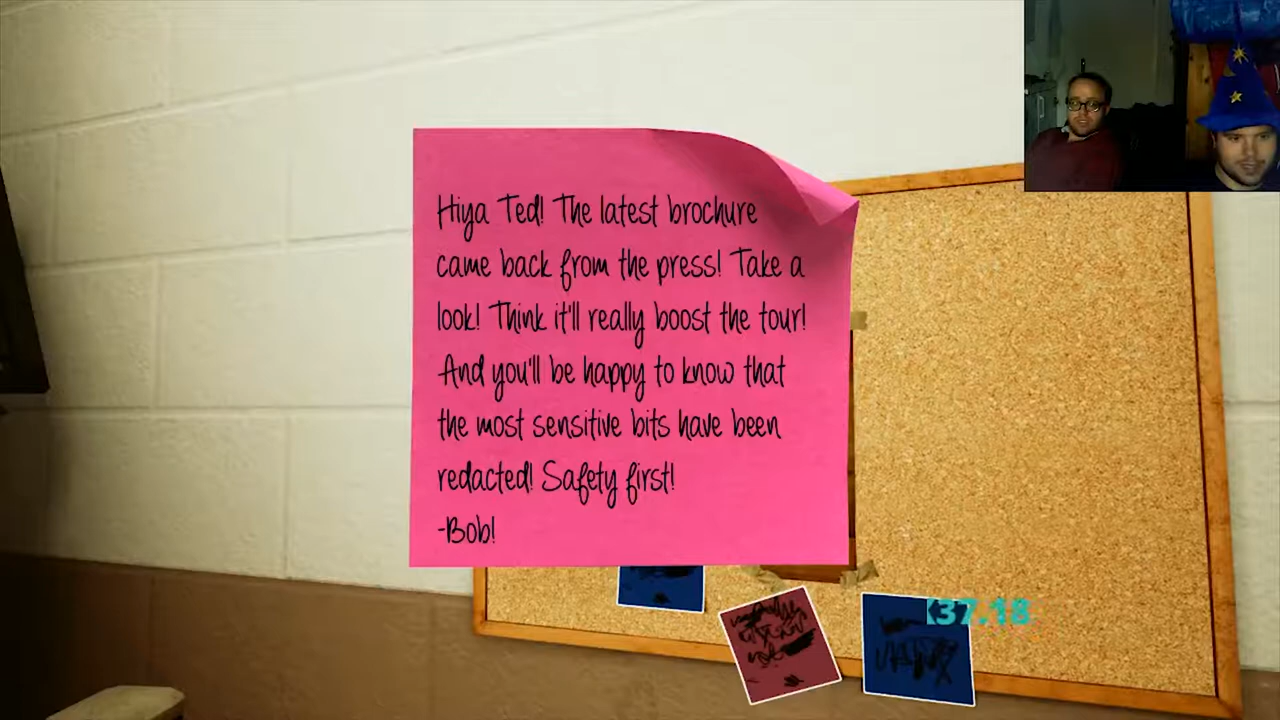 Hiya Ted! The latest brochure
came back from the press! Take a
look! Think it'll really boost the tour!
And you'll be happy to know that
the most sensitive bits have been
redacted! Safety first!
-Bob!
37.18